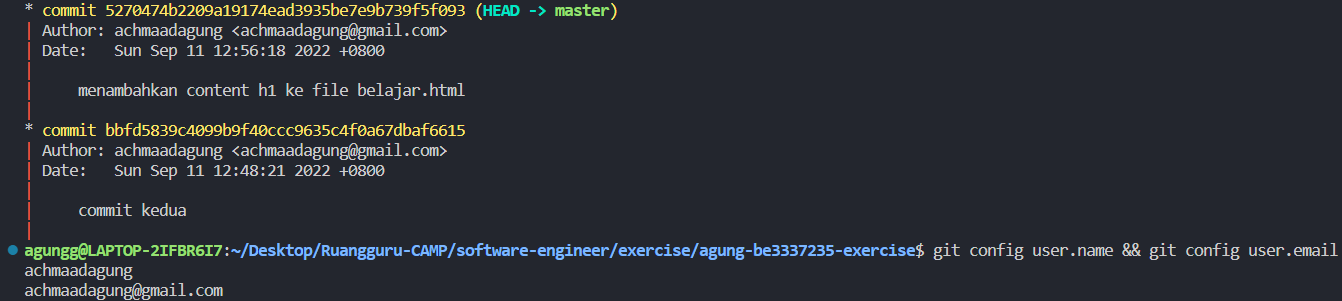 * commit 5270474b2209a19174ead3935be7e9b739f5f093 (HEAD -> master)
| Author: achmaadagung <achmaadagung@gmail.com>
| Date:   Sun Sep 11 12:56:18 2022 +0800
|
|     menambahkan content h1 ke file belajar.html
|
* commit bbfd5839c4099b9f40ccc9635c4f0a67dbaf6615
| Author: achmaadagung <achmaadagung@gmail.com>
| Date:   Sun Sep 11 12:48:21 2022 +0800
|
|     commit kedua
|
agungg@LAPTOP-2IFBR6I7:~/Desktop/Ruangguru-CAMP/software-engineer/exercise/agung-be3337235-exercise$ git config user.name && git config user.email
achmaadagung
achmaadagung@gmail.com